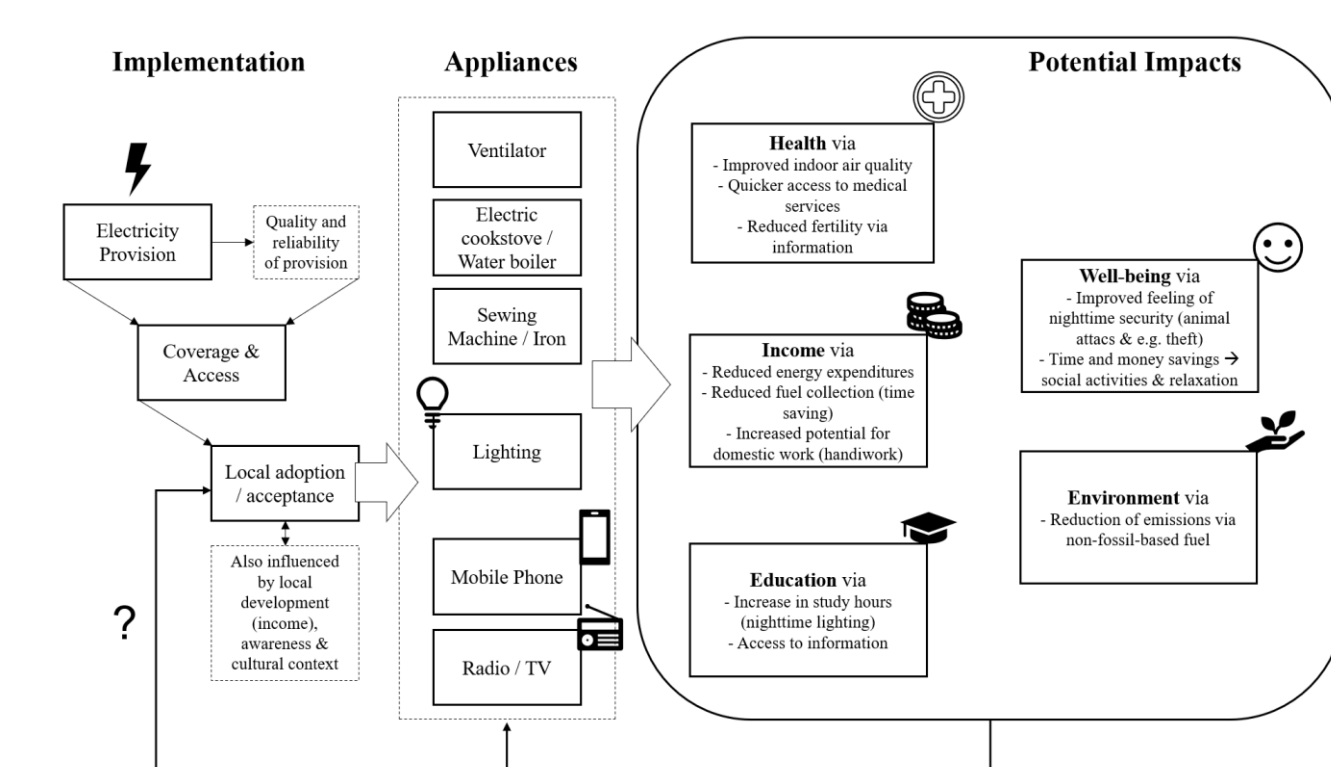 Implementation
Appliances
Potential Impacts
Electricity
Provision
Quality and
reliability
of provision
Coverage &
Access
Local adoption
/ acceptance
Also influenced
by local
development
(income),
awareness &
cultural context
?
Ventilator
Electric
cookstove /
Water boiler
Sewing
Machine / Iron
Lighting
Mobile Phone
Radio / TV
Health via
- Improved indoor air quality
- Quicker access to medical
services
- Reduced fertility via
information
Income via
- Reduced energy expenditures
- Reduced fuel collection (time
saving)
- Increased potential for
domestic work (handiwork)
Education via
- Increase in study hours
(nighttime lighting)
- Access to information
Well-being via
- Improved feeling of
nighttime security (animal
attacs & e.g. theft)
- Time and money savings →
social activities & relaxation
Environment via
- Reduction of emissions via
non-fossil-based fuel